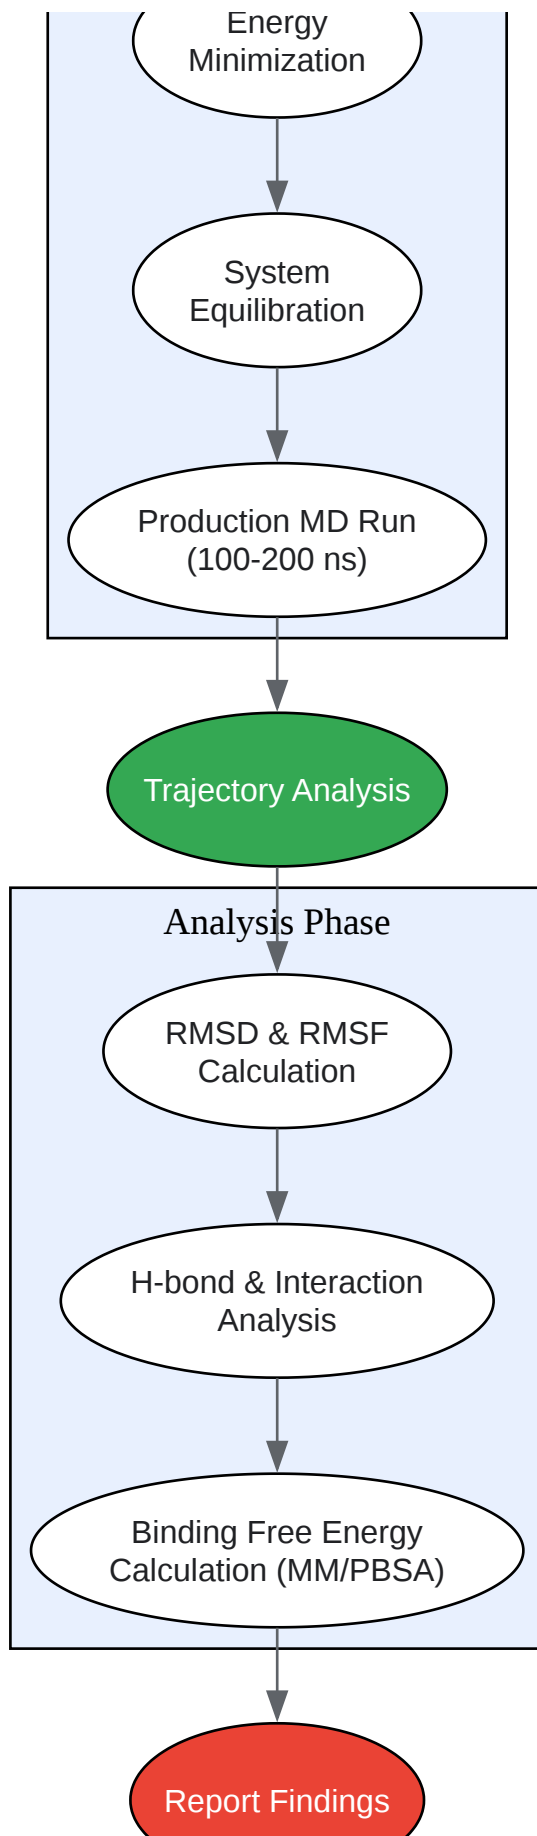 Energy
Minimization
System
Equilibration
Production MD Run
(100-200 ns)
Trajectory Analysis
Analysis Phase
RMSD & RMSF
Calculation
H-bond & Interaction
Analysis
Binding Free Energy
Calculation (MM/PBSA)
Report Findings